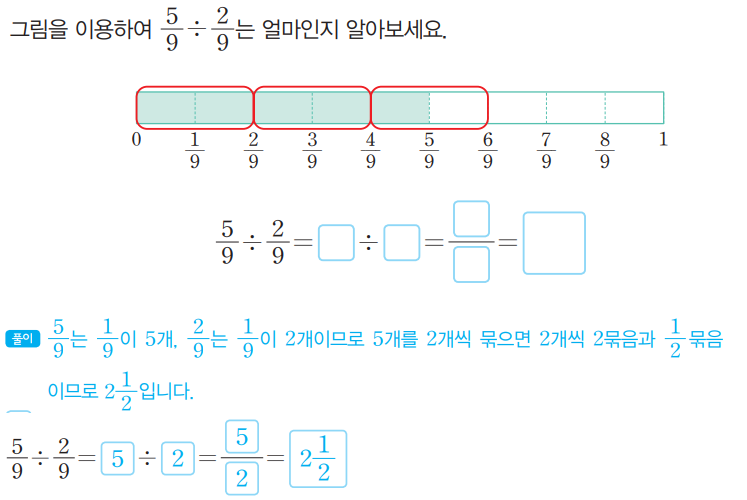 그림을 이용하여 5/9 ÷ 2/9 는 얼마인지 알아보세요.
0 1/9 2/9 3/9 4/9 5/9 6/9 7/9 8/9 1
5/9 ÷ 2/9 = □ ÷ □ = □/□ = □
풀이 5/9 는 1/9 이 5개, 2/9 는 1/9 이 2개이므로 5개를 2개씩 묶으면 2개씩 2묶음과 1/2 묶음
이므로 2 1/2 입니다.
5/9 ÷ 2/9 = 5 ÷ 2 = 5/2 = 2 1/2